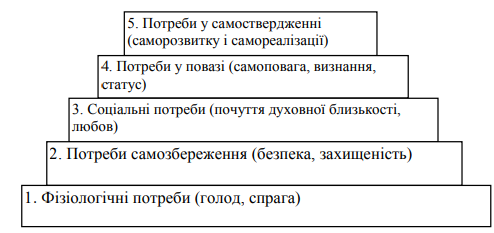 5. Потреби у самоствердженні
(саморозвитку і самореалізації)
4. Потреби у повазі (самоповага, визнання,
статус)
3. Соціальні потреби (почуття духовної близькості,
любов)
2. Потреби самозбереження (безпека, захищеність)
1. Фізіологічні потреби (голод, спрага)